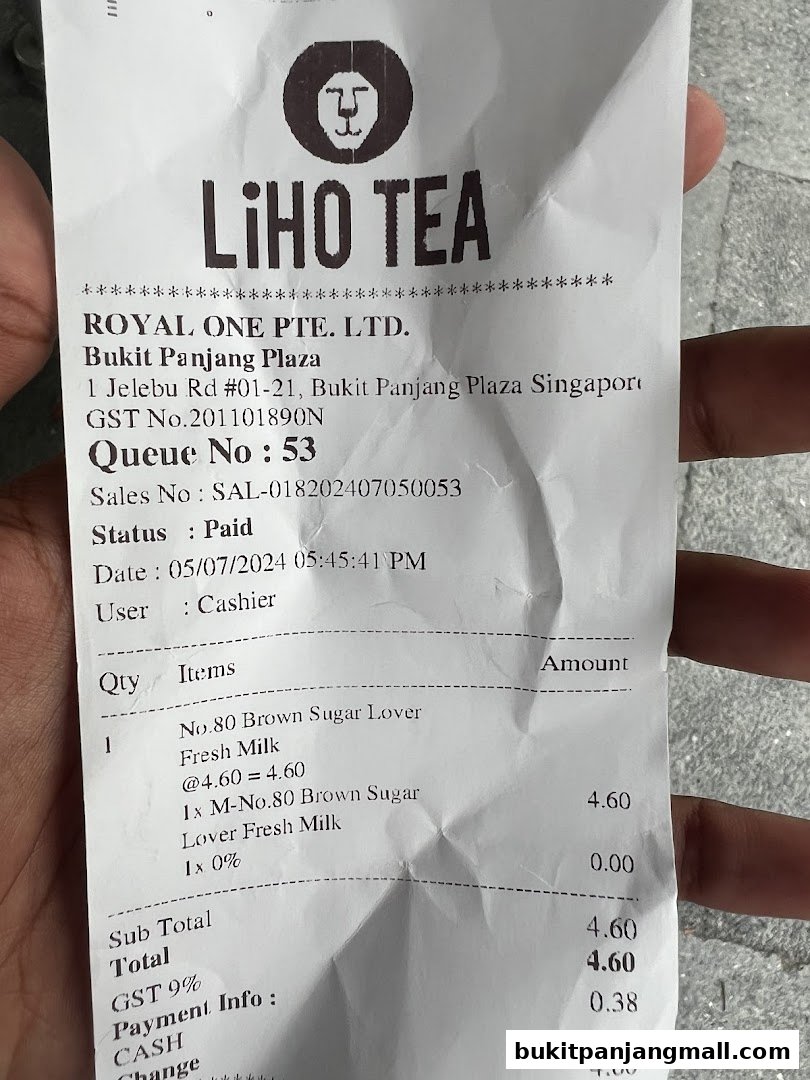 LiHO TEA
*************************************
ROYAL ONE PTE. LTD.
Bukit Panjang Plaza
1 Jelebu Rd #01-21, Bukit Panjang Plaza Singapore
GST No.201101890N
Queue No : 53
Sales No : SAL-018202407050053
Status : Paid
Date : 05/07/2024 05:45:41 PM
User : Cashier
Qty Items Amount
1 No.80 Brown Sugar Lover
Fresh Milk
@4.60 = 4.60
1x M-No.80 Brown Sugar 4.60
Lover Fresh Milk
1x 0% 0.00
Sub Total 4.60
Total 4.60
GST 9% 0.38
Payment Info :
CASH
Change
bukitpanjangmall.com